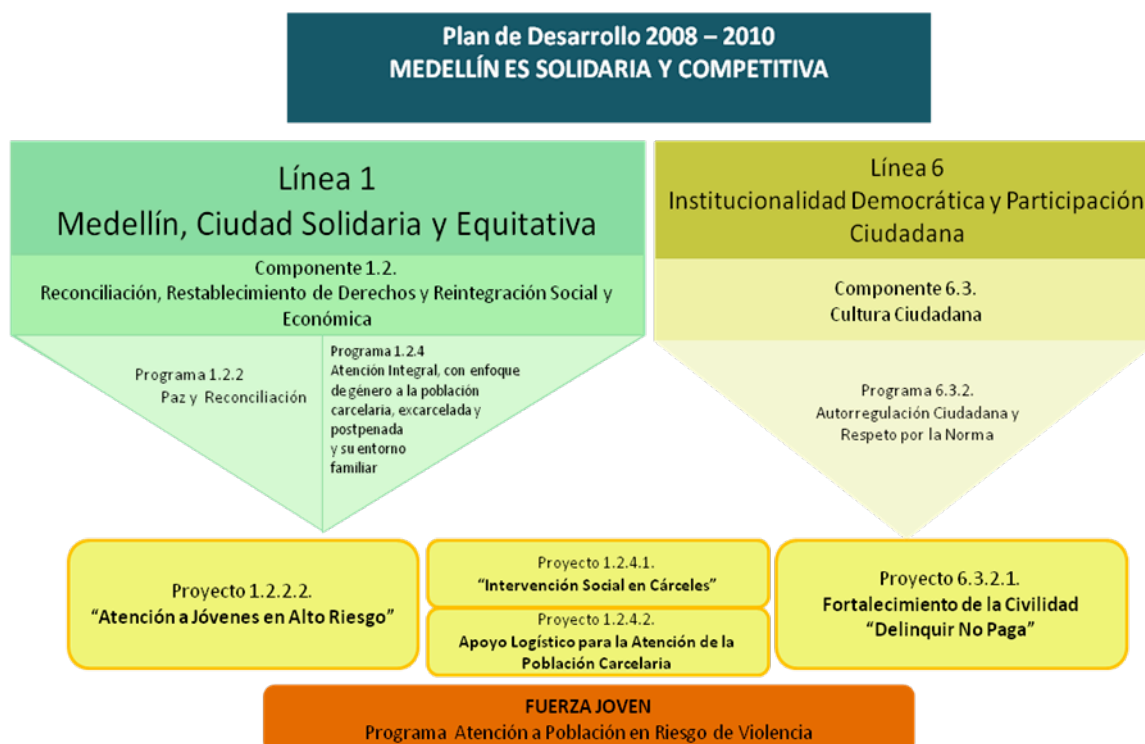 Plan de Desarrollo 2008 – 2010
MEDELLÍN ES SOLIDARIA Y COMPETITIVA
Línea 1
Medellín, Ciudad Solidaria y Equitativa
Componente 1.2.
Reconciliación, Restablecimiento de Derechos y Reintegración Social y
Económica
Programa 1.2.2
Paz y Reconciliación
Programa 1.2.4
Atención Integral, con enfoque
de género a la población
carcelaria, excarcelada y
postpenada
y su entorno
familiar
Línea 6
Institucionalidad Democrática y Participación
Ciudadana
Componente 6.3.
Cultura Ciudadana
Programa 6.3.2.
Autorregulación Ciudadana y
Respeto por la Norma
Proyecto 1.2.2.2.
“Atención a Jóvenes en Alto Riesgo”
Proyecto 1.2.4.1.
“Intervención Social en Cárceles”
Proyecto 1.2.4.2.
Apoyo Logístico para la Atención de la
Población Carcelaria
Proyecto 6.3.2.1.
Fortalecimiento de la Civilidad
“Delinquir No Paga”
FUERZA JOVEN
Programa Atención a Población en Riesgo de Violencia